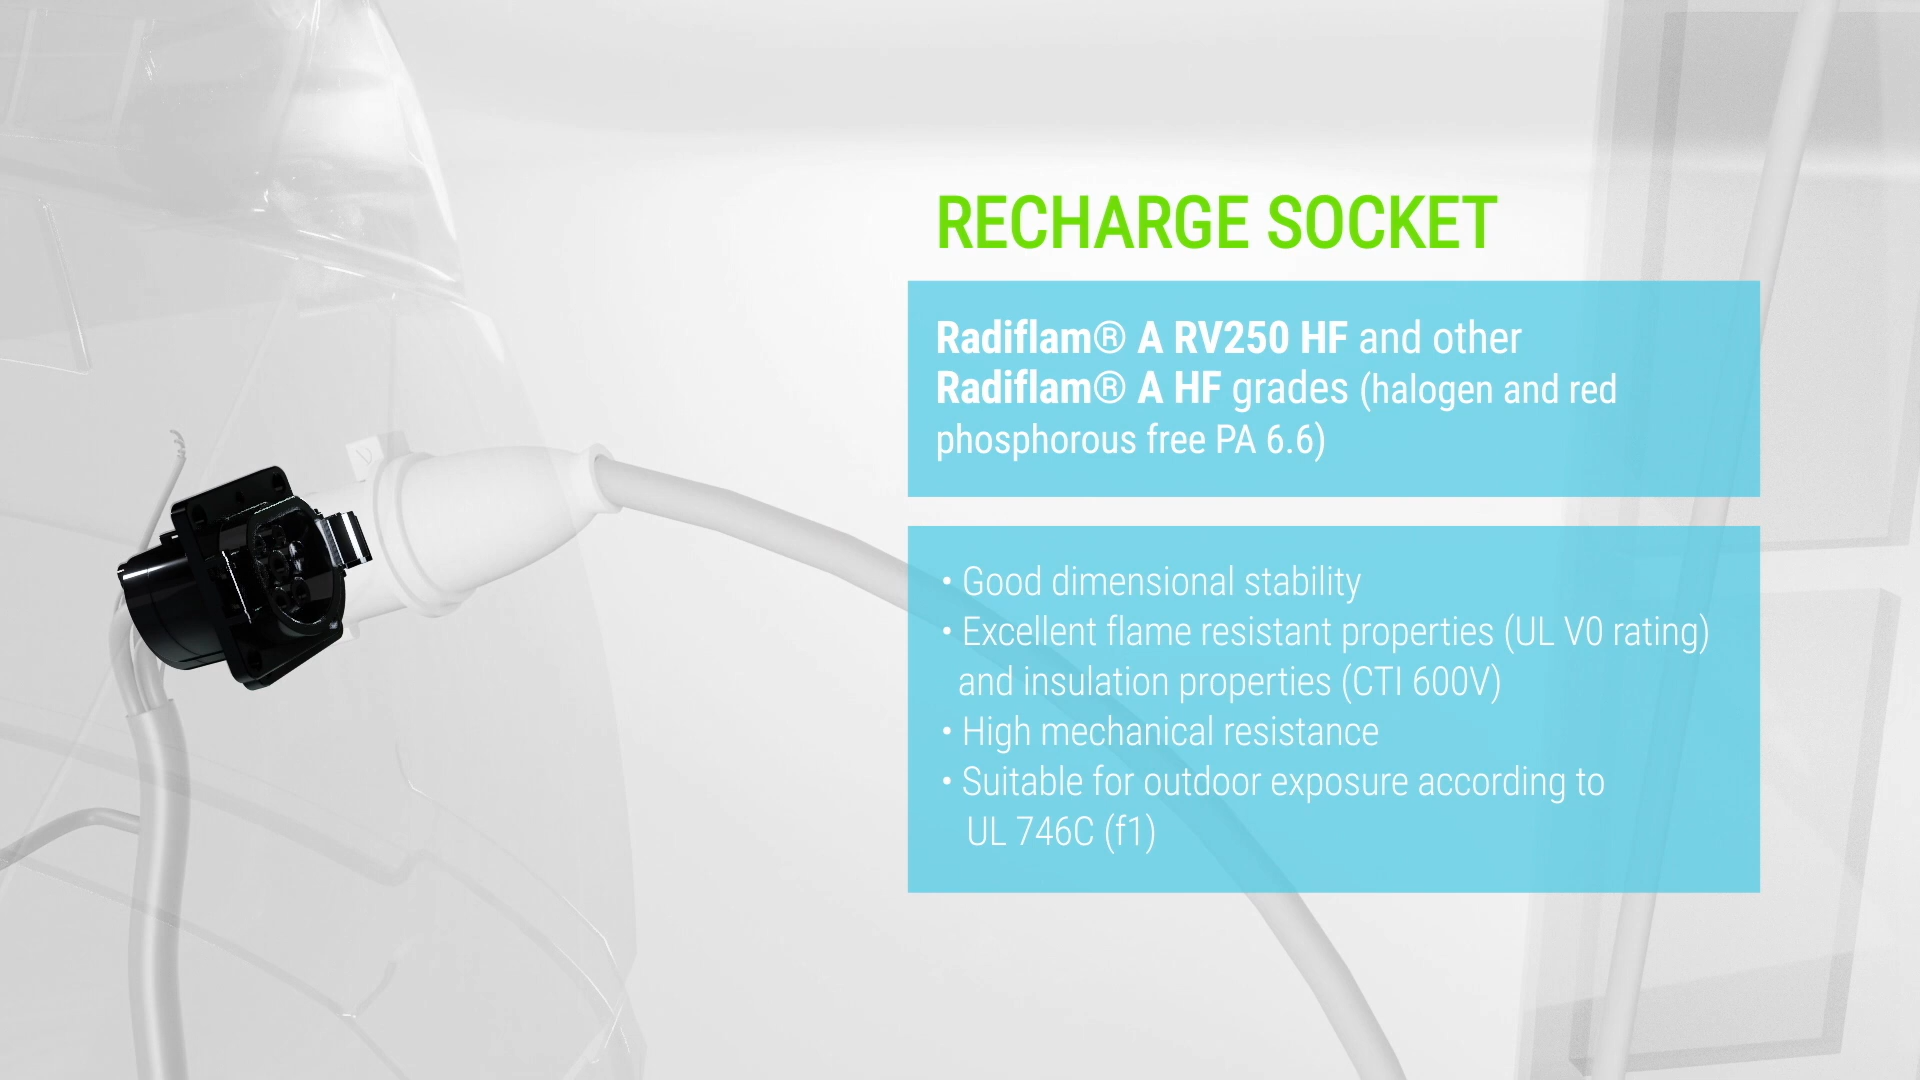 RECHARGE SOCKET
Radiflam® A RV250 HF and other
Radiflam® A HF grades (halogen and red
phosphorous free PA 6.6)
• Good dimensional stability
• Excellent flame resistant properties (UL V0 rating)
and insulation properties (CTI 600V)
• High mechanical resistance
• Suitable for outdoor exposure according to
UL 746C (f1)